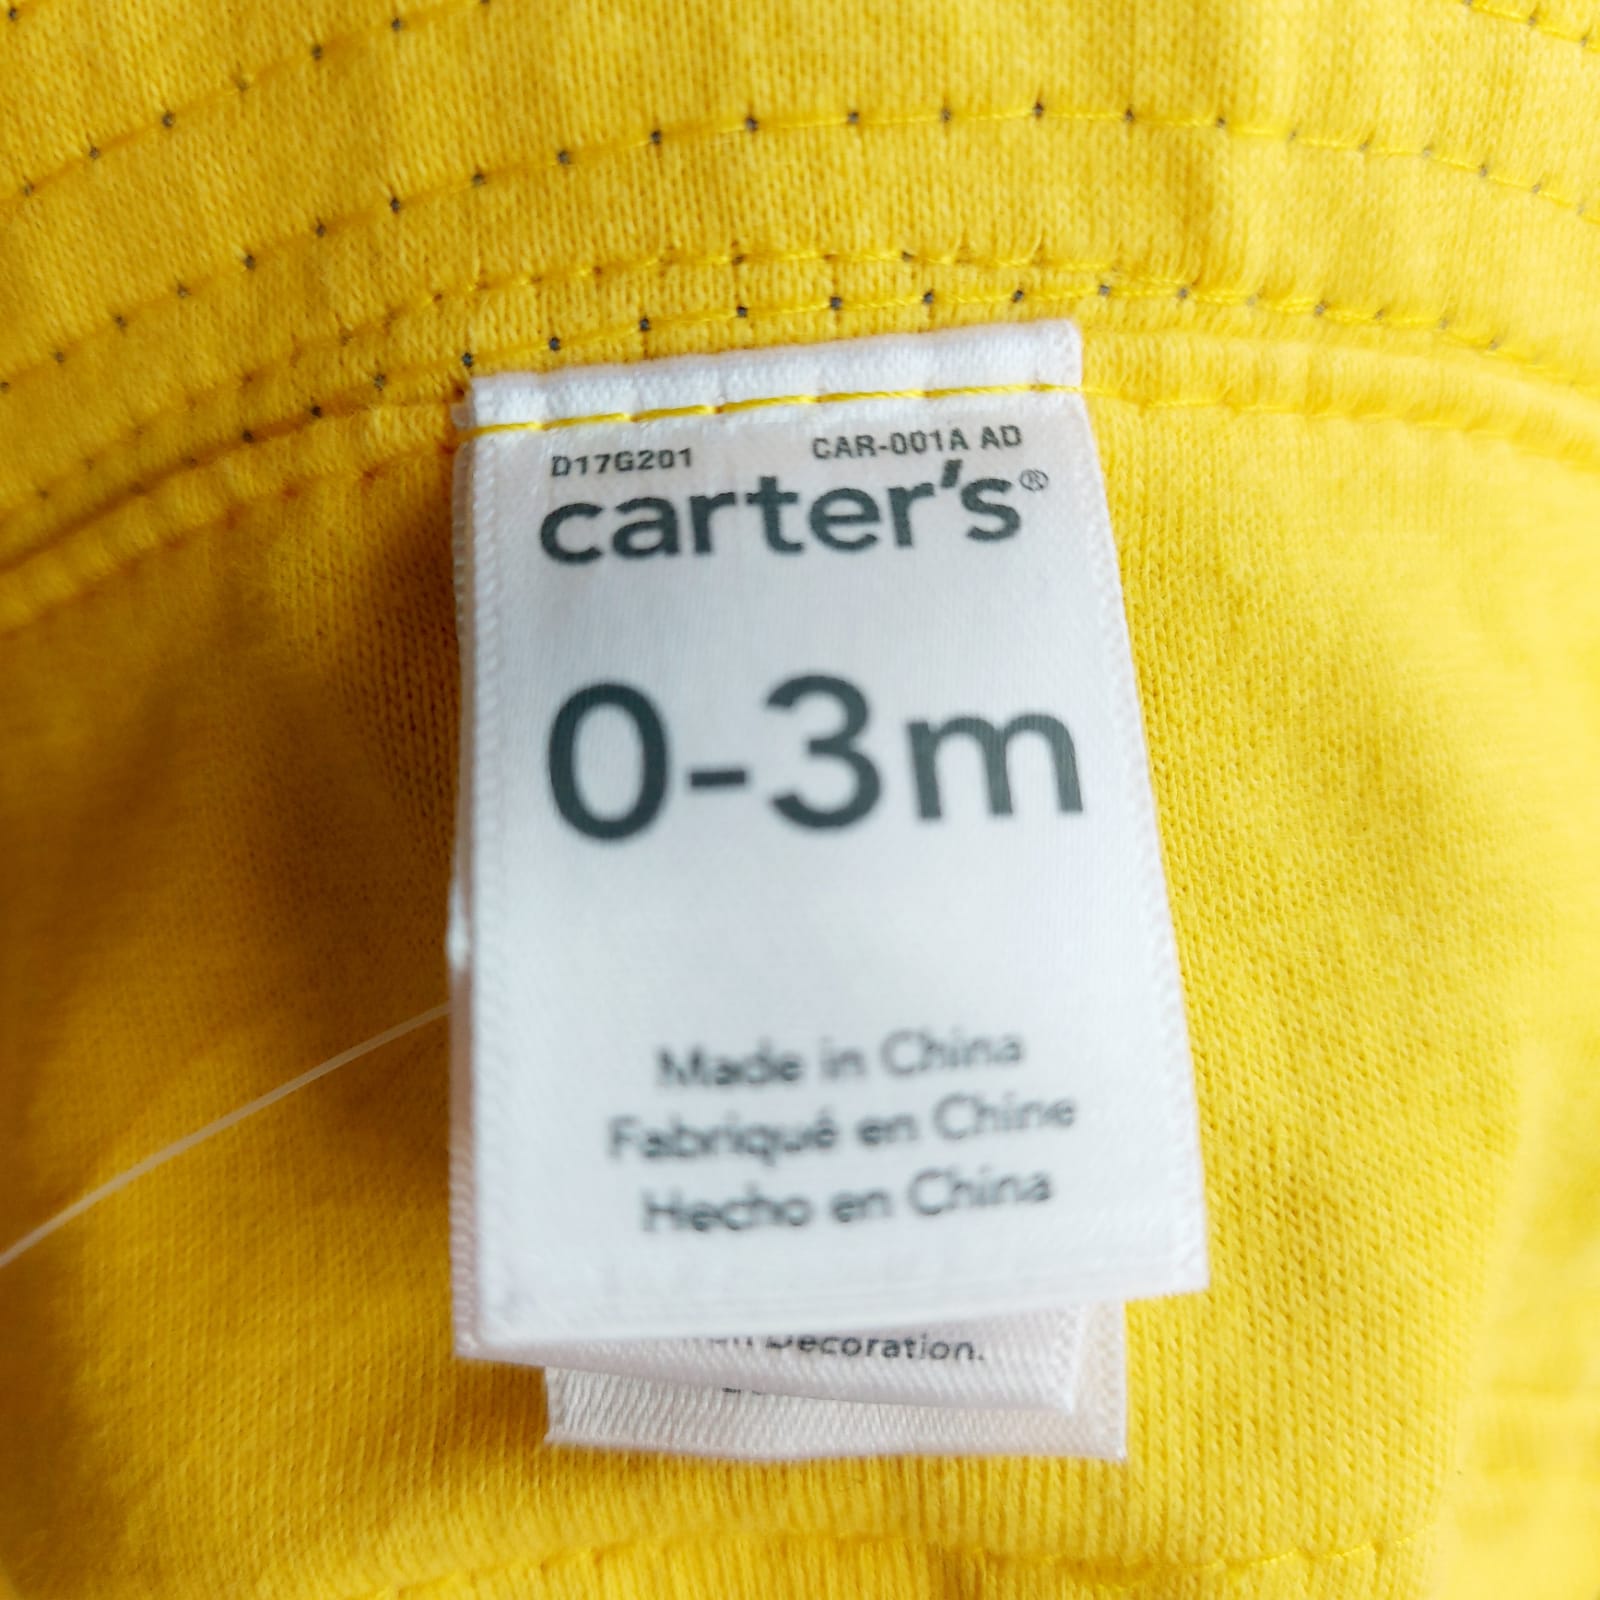 D17G201 CAR-001A AD
carter's®
0-3m
Made in China
Fabriqué en Chine
Hecho en China
Decoration.